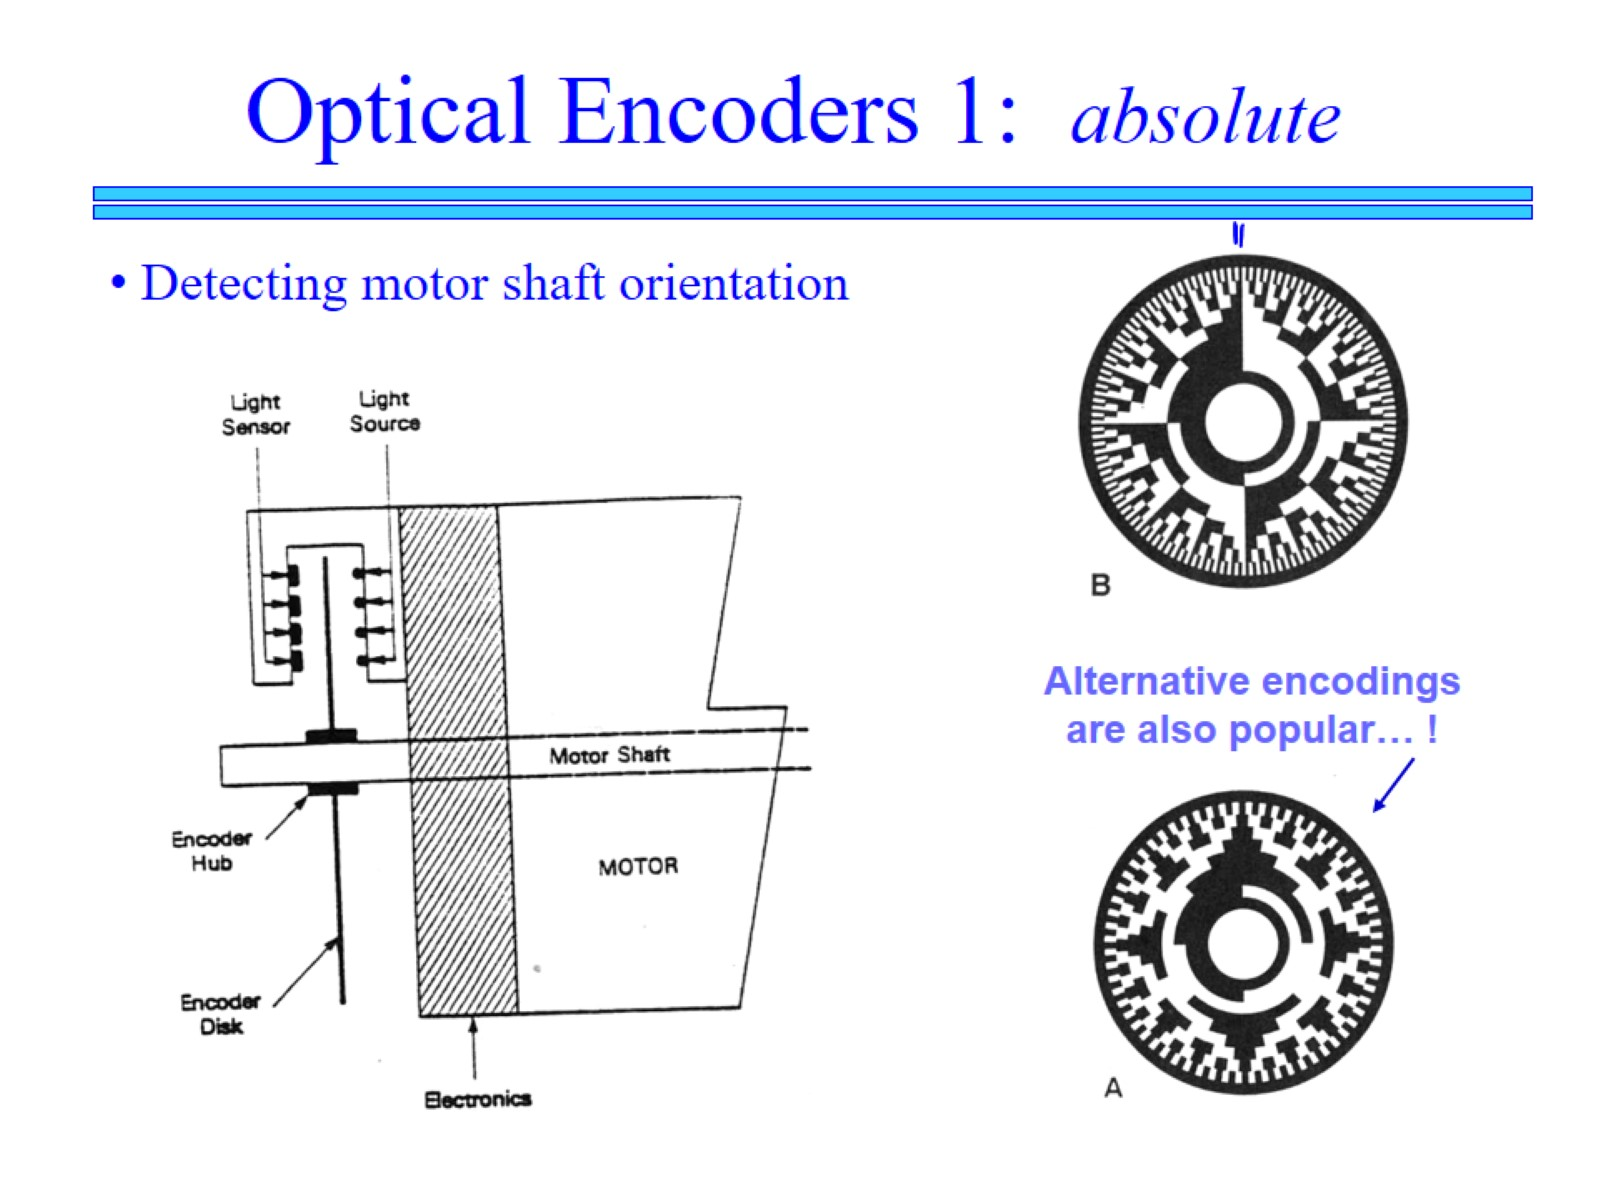 Optical Encoders 1: absolute
• Detecting motor shaft orientation
Light
Sensor
Light
Source
Motor Shaft
Encoder
Hub
MOTOR
Encoder
Disk
Electronics
B
Alternative encodings
are also popular… !
A